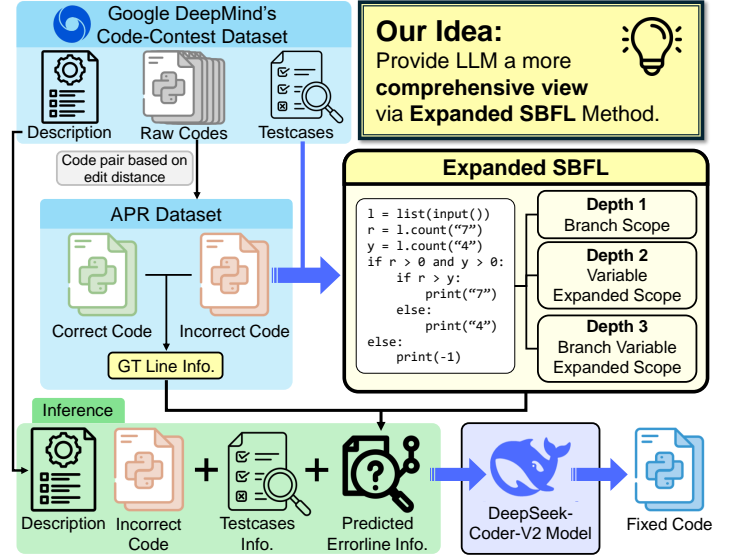 Google DeepMind's
Code-Contest Dataset
Description
Raw Codes
Testcases
Our Idea:
Provide LLM a more
comprehensive view
via Expanded SBFL Method.
Code pair based on
edit distance
APR Dataset
Correct Code
Incorrect Code
GT Line Info.
Expanded SBFL
l = list(input())
r = l.count(“7”)
y = l.count(“4”)
if r > 0 and y > 0:
    if r > y:
        print(“7”)
    else:
        print(“4”)
else:
    print(-1)
Depth 1
Branch Scope
Depth 2
Variable
Expanded Scope
Depth 3
Branch Variable
Expanded Scope
Inference
Description
Incorrect
Code
+
Testcases
Info.
+
?
Predicted
Errorline Info.
DeepSeek-
Coder-V2 Model
Fixed Code